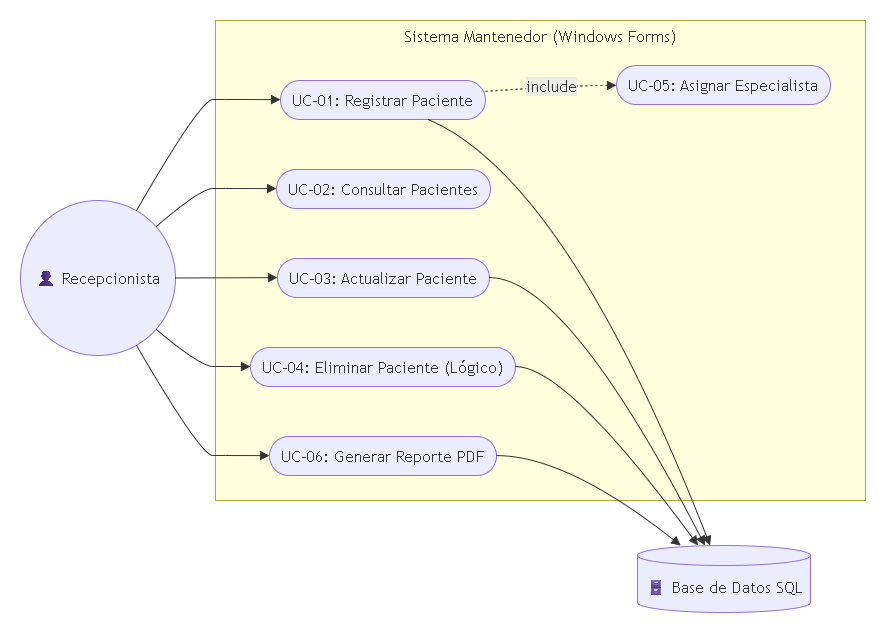 Sistema Mantenedor (Windows Forms)
UC-01: Registrar Paciente
include
UC-05: Asignar Especialista
UC-02: Consultar Pacientes
Recepcionista
UC-03: Actualizar Paciente
UC-04: Eliminar Paciente (Lógico)
UC-06: Generar Reporte PDF
Base de Datos SQL